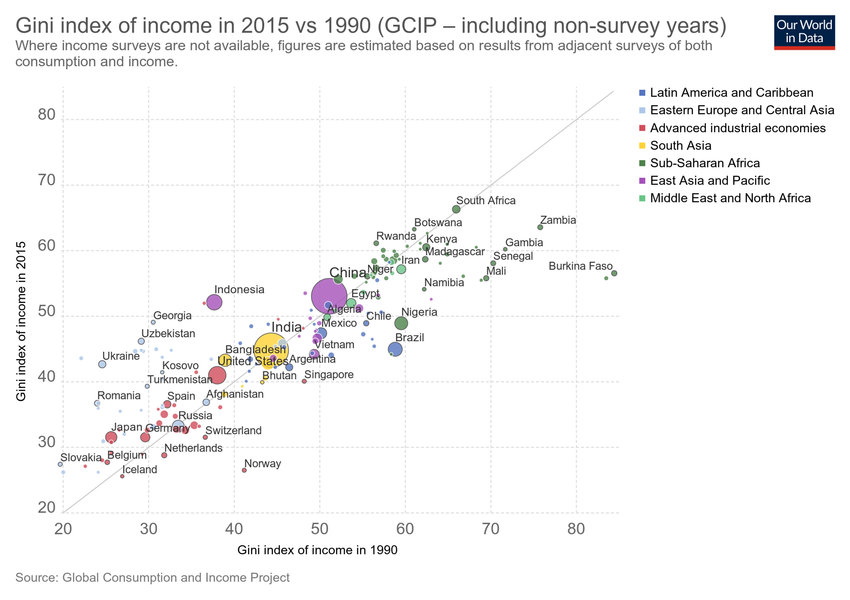 Gini index of income in 2015 vs 1990 (GCIP – including non-survey years)
Where income surveys are not available, figures are estimated based on results from adjacent surveys of both
consumption and income.
Our World
in Data
Latin America and Caribbean
Eastern Europe and Central Asia
Advanced industrial economies
South Asia
Sub-Saharan Africa
East Asia and Pacific
Middle East and North Africa
80
70
60
50
40
30
20
Gini index of income in 2015
South Africa
Zambia
Botswana
Rwanda
Kenya
Gambia
Madagascar
Senegal
Iran
Burkina Faso
China
Niger
Mali
Namibia
Indonesia
Egypt
Algeria
Georgia
Chile
Nigeria
India
Mexico
Uzbekistan
Brazil
Vietnam
Bangladesh
Ukraine
United States
Argentina
Kosovo
Bhutan
Singapore
Turkmenistan
Romania
Spain
Afghanistan
Russia
Japan
Germany
Switzerland
Netherlands
Slovakia
Belgium
Iceland
Norway
20
30
40
50
60
70
80
Gini index of income in 1990
Source: Global Consumption and Income Project